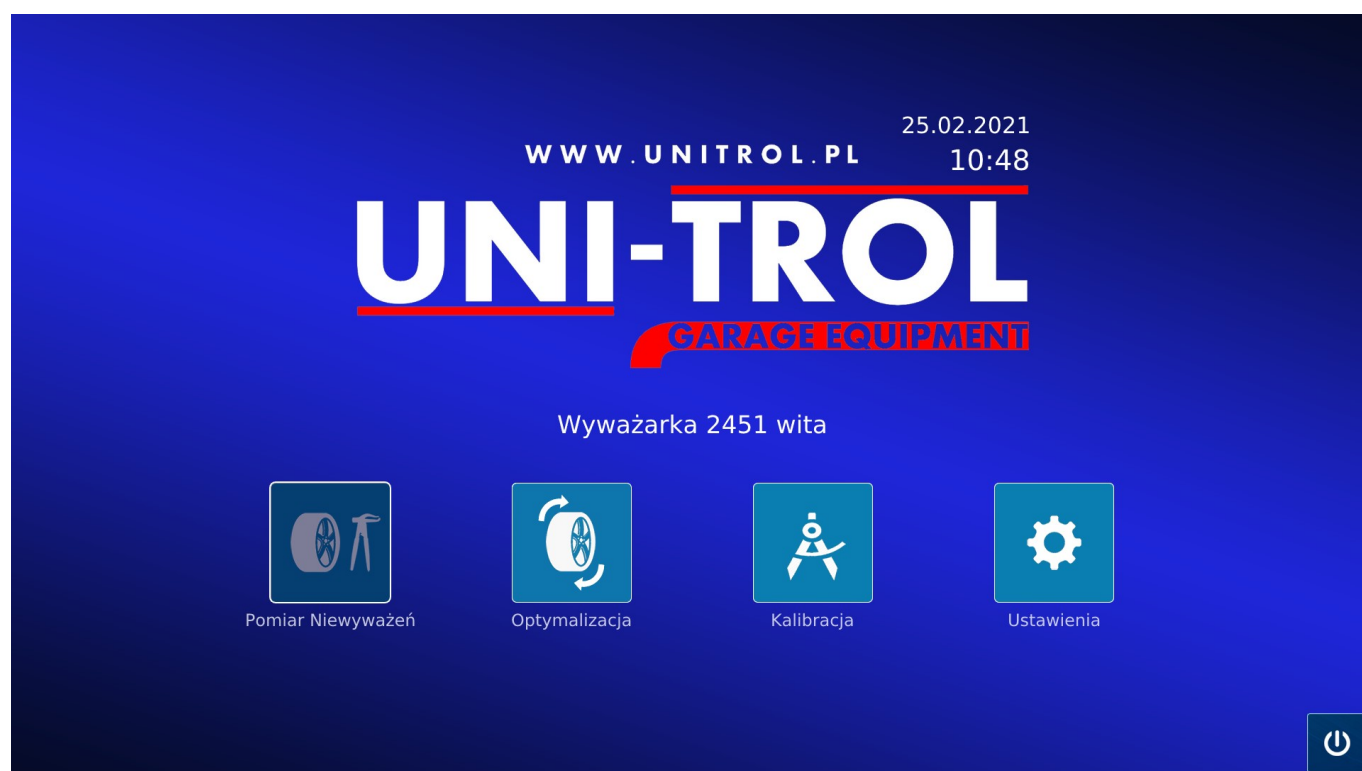 25.02.2021
WWW.UNITROL.PL 10:48
UNI-TROL
GARAGE EQUIPMENT
Wyważarka 2451 wita
Pomiar Niewyważeń
Optymalizacja
Kalibracja
Ustawienia